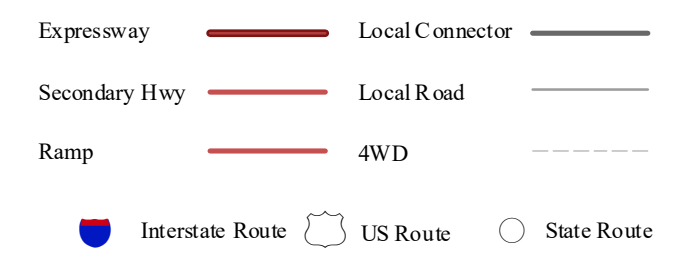 Expressway Local Connector
Secondary Hwy Local Road
Ramp 4WD
Interstate Route US Route State Route